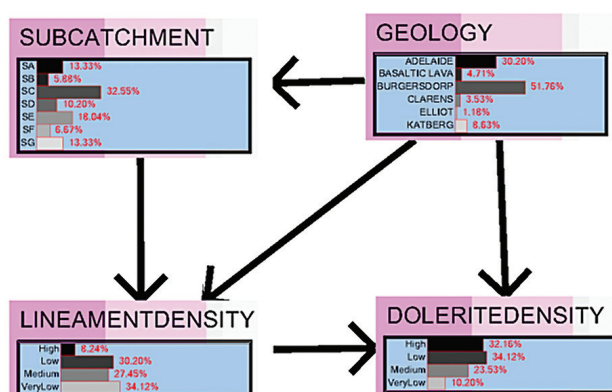 SUBCATCHMENT
SA 13.33%
SB 5.88%
SC 32.55%
SD 10.20%
SE 18.04%
SF 6.67%
SG 13.33%
GEOLOGY
ADELAIDE 30.20%
BASALTIC LAVA 4.71%
BURGERSDORP 51.76%
CLARENS 3.53%
ELLIOT 1.18%
KATBERG 8.63%
LINEAMENTDENSITY
High 8.24%
Low 30.20%
Medium 27.45%
VeryLow 34.12%
DOLERITEDENSITY
High 32.16%
Low 34.12%
Medium 23.53%
VeryLow 10.20%